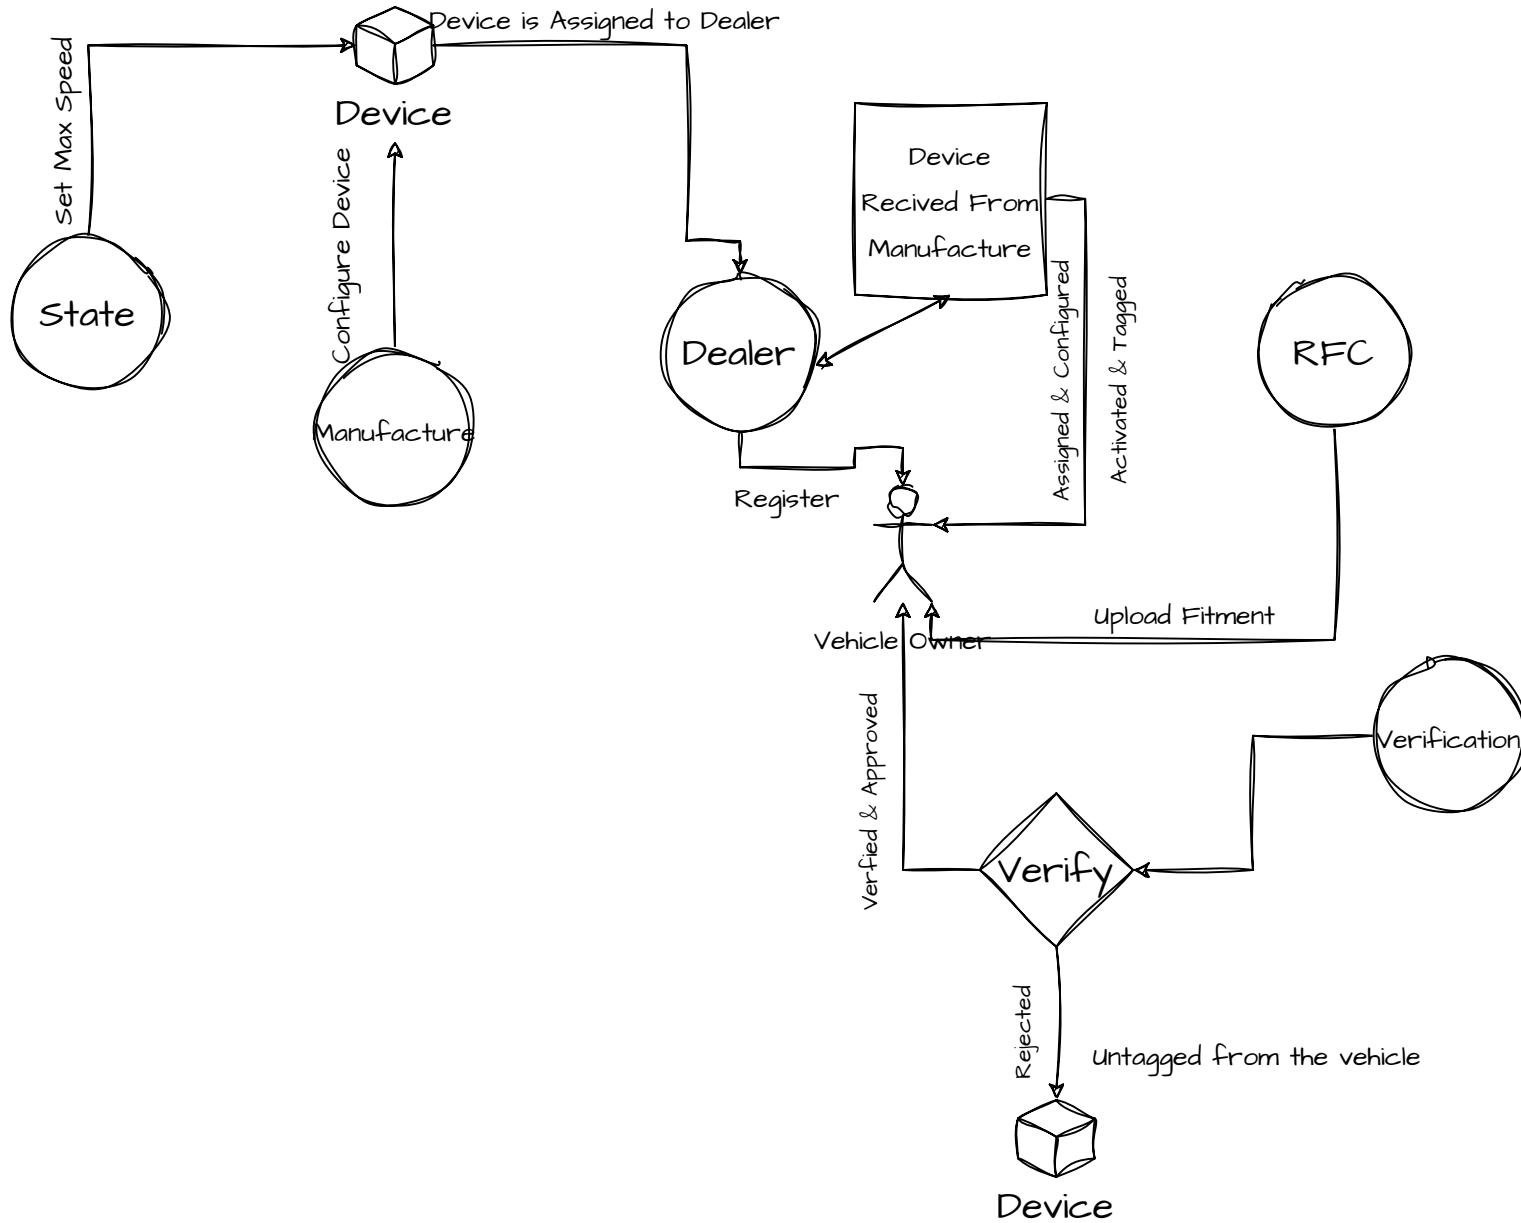 Device is Assigned to Dealer
Set Max Speed
Device
Configure Device
State
Manufacture
Device
Recived From
Manufacture
Dealer
Assigned & Configured
Activated & Tagged
RFC
Register
Vehicle Owner
Upload Fitment
Verfied & Approved
Verification
Verify
Rejected
Untagged from the vehicle
Device